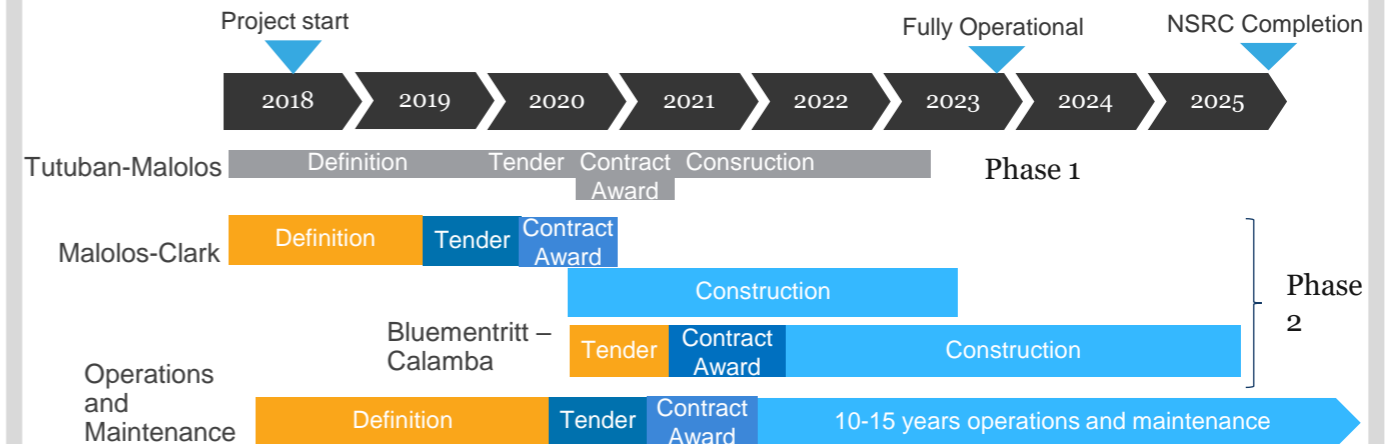 Project start
Fully Operational
NSRC Completion
2018
2019
2020
2021
2022
2023
2024
2025
Tutuban-Malolos
Definition
Tender
Contract
Award
Consruction
Phase 1
Malolos-Clark
Definition
Tender
Contract
Award
Construction
Phase
2
Bluementritt –
Calamba
Tender
Contract
Award
Construction
Operations
and
Maintenance
Definition
Tender
Contract
Award
10-15 years operations and maintenance